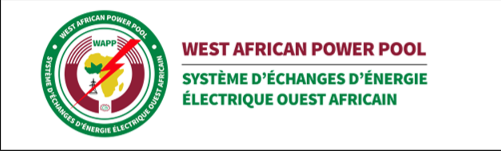 WEST AFRICAN POWER POOL
WAPP
SYSTÈME D'ÉCHANGES D'ÉNERGIE ÉLECTRIQUE OUEST AFRICAIN
WEST AFRICAN POWER POOL
SYSTÈME D'ÉCHANGES D'ÉNERGIE
ÉLECTRIQUE OUEST AFRICAIN